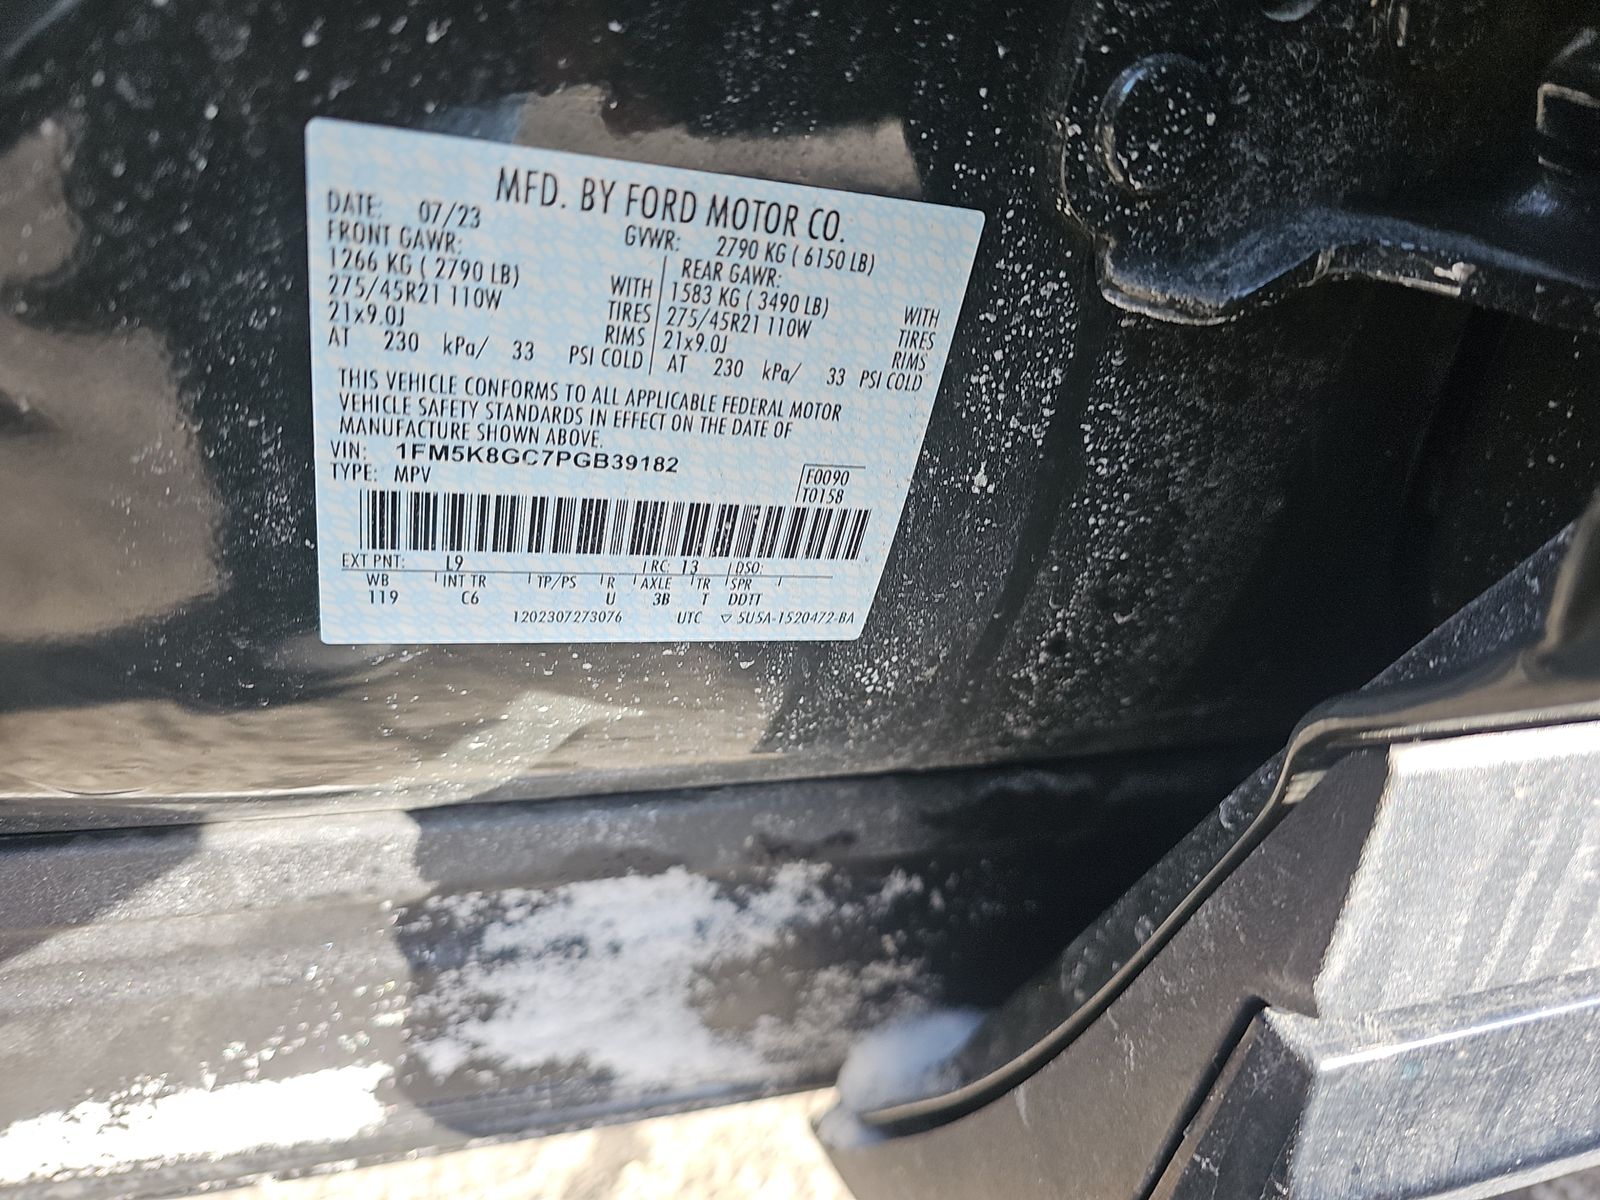 MFD. BY FORD MOTOR CO.
DATE: 07/23 GVWR: 2790 KG ( 6150 LB)
FRONT GAWR: REAR GAWR:
1266 KG ( 2790 LB) WITH 1583 KG ( 3490 LB) WITH
275/45R21 110W TIRES 275/45R21 110W TIRES
21x9.0J RIMS 21x9.0J RIMS
AT 230 kPa/ 33 PSI COLD AT 230 kPa/ 33 PSI COLD
THIS VEHICLE CONFORMS TO ALL APPLICABLE FEDERAL MOTOR
VEHICLE SAFETY STANDARDS IN EFFECT ON THE DATE OF
MANUFACTURE SHOWN ABOVE.
VIN: 1FM5K8GC7PGB39182
TYPE: MPV F0090
T0158
EXT PNT: L9 RC: 13 DSO:
WB INT TR TP/PS R AXLE TR SPR
119 C6 U 3B T DDTT
1202307273076 UTC ▽ 5U5A-1520472-BA